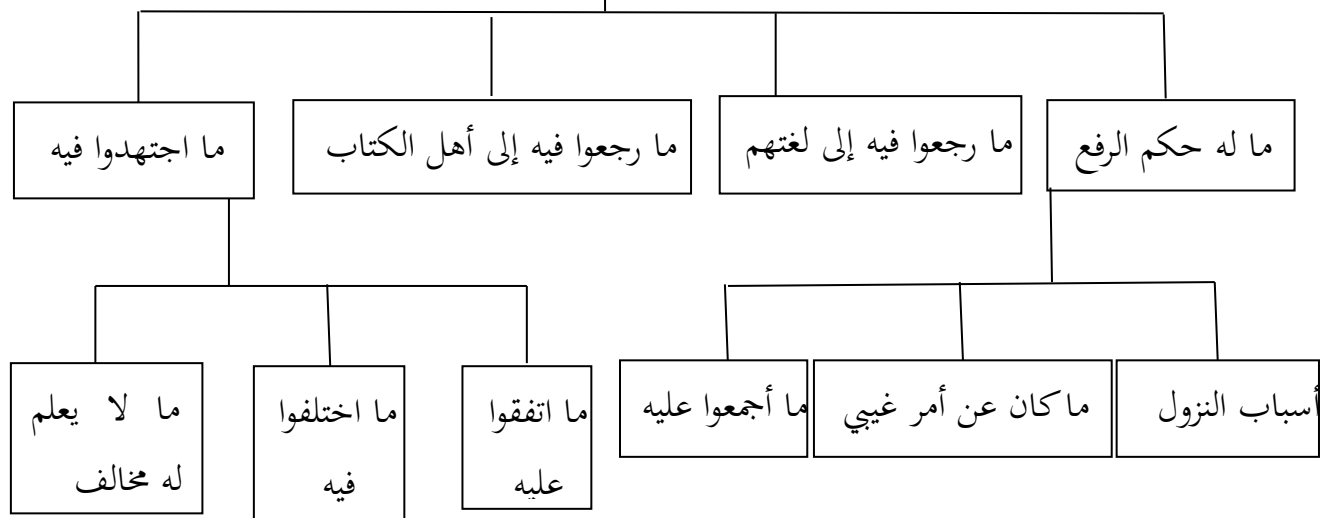 ما له حكم الرفع
ما رجعوا فيه إلى لغتهم
ما رجعوا فيه إلى أهل الكتاب
ما اجتهدوا فيه
أسباب النزول
ما كان عن أمر غيبي
ما أجمعوا عليه
ما اتفقوا
عليه
ما اختلفوا
فيه
ما لا يعلم
له مخالف